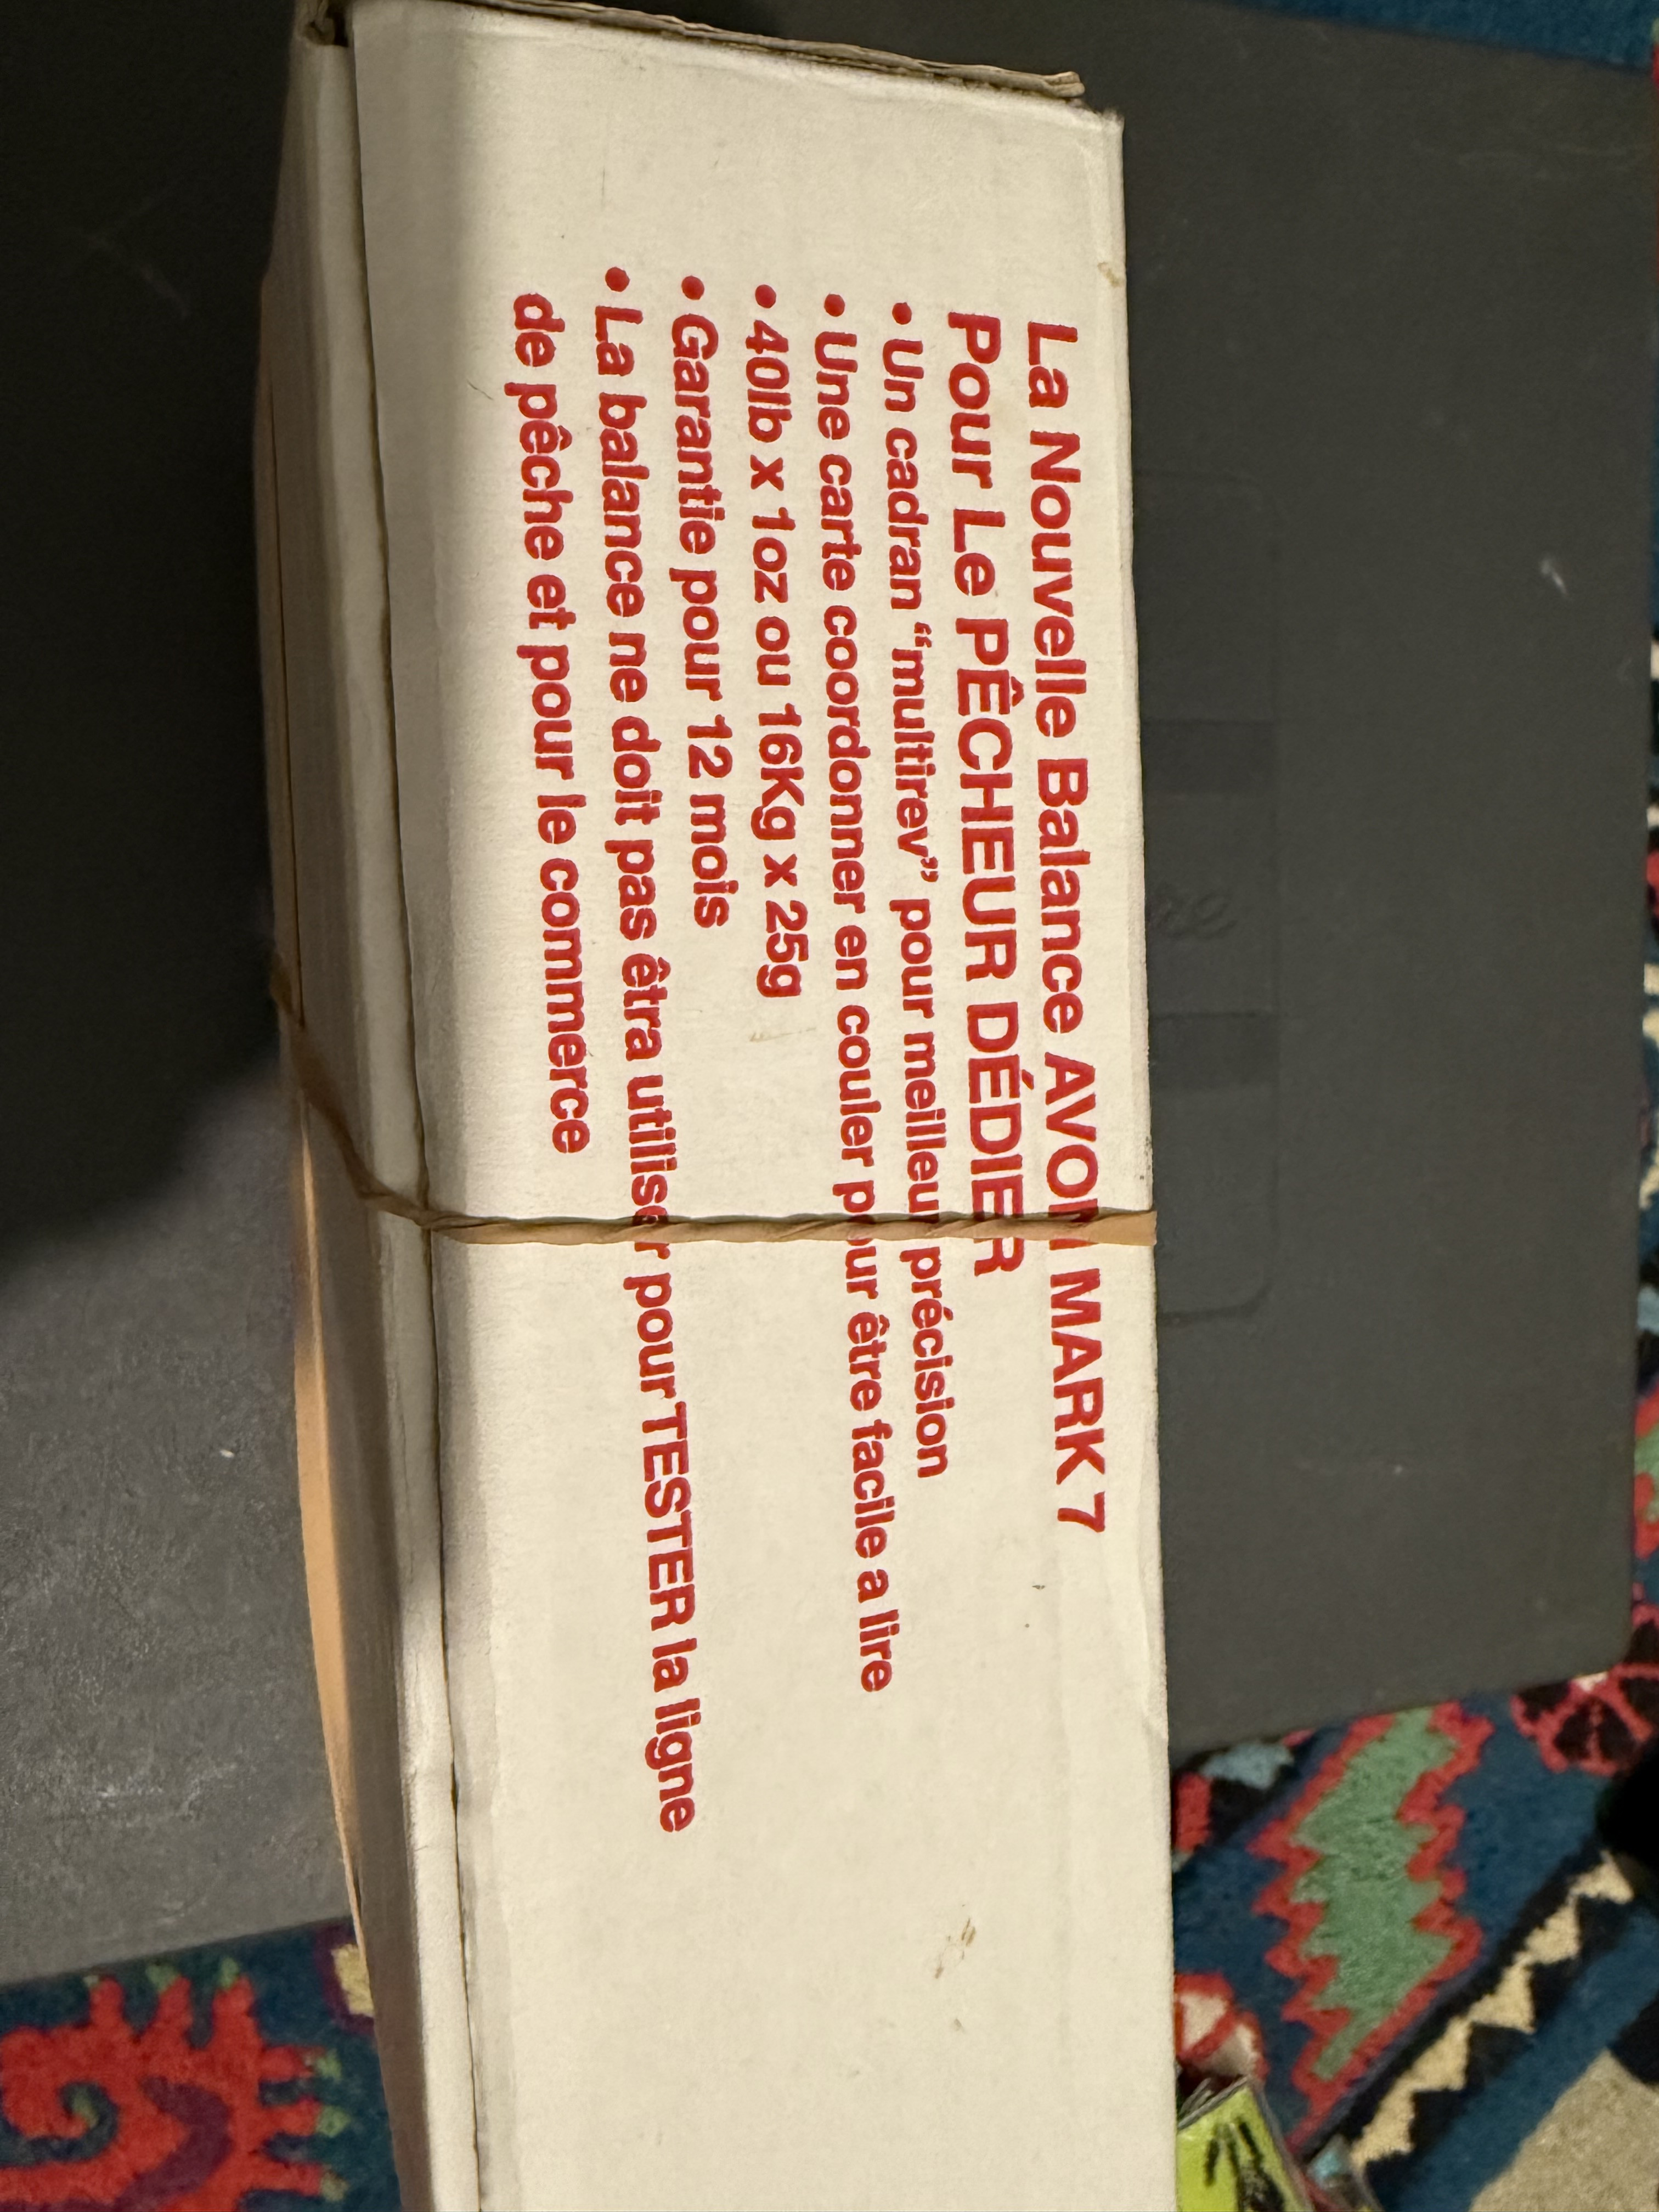 La Nouvelle Balance AVON MARK 7
Pour Le PÊCHEUR DÉDIER
• Un cadran “multirev” pour meilleur précision
• Une carte coordonner en couler pour être facile a lire
• 40lb x 1oz ou 16Kg x 25g
• Garantie pour 12 mois
• La balance ne doit pas êtra utiliser pour TESTER la ligne
de pêche et pour le commerce